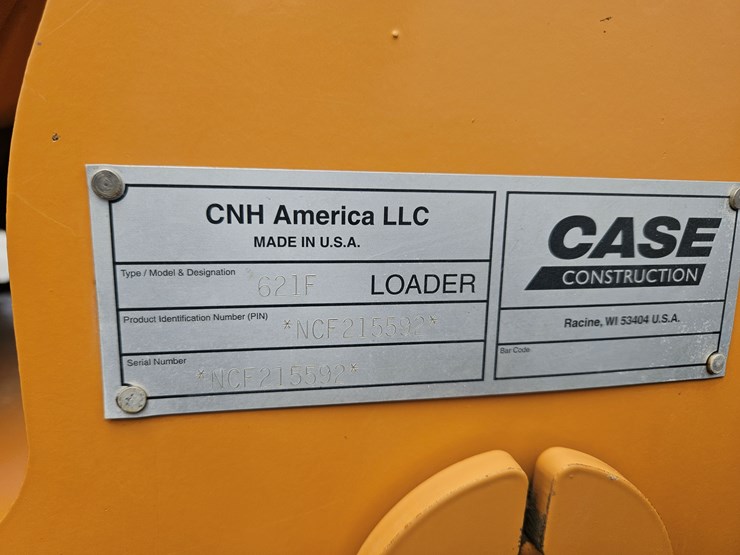 CNH America LLC
MADE IN U.S.A.
Type / Model & Designation
621F LOADER
Product Identification Number (PIN)
*NCF215592*
Serial Number
*NCF215592*
CASE
CONSTRUCTION
Racine, WI 53404 U.S.A.
Bar Code